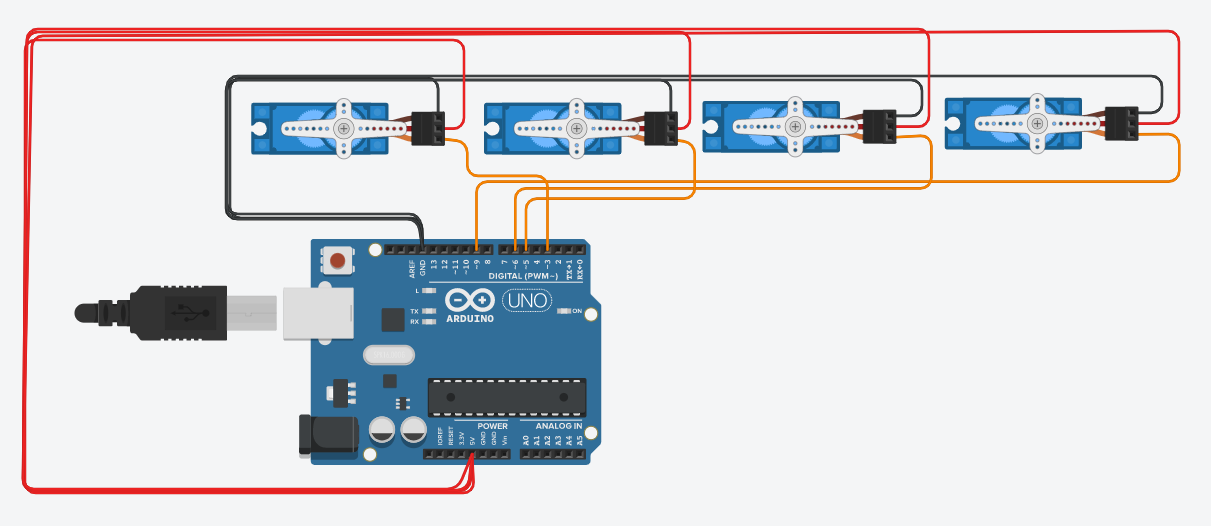 AREF
GND
13
12
~11
~10
~9
8
7
~6
~5
4
~3
2
TX→1
RX←0
DIGITAL (PWM~)
L
TX
RX
ARDUINO
UNO
ON
POWER
ANALOG IN
IOREF
RESET
3.3V
5V
GND
GND
Vin
A0
A1
A2
A3
A4
A5